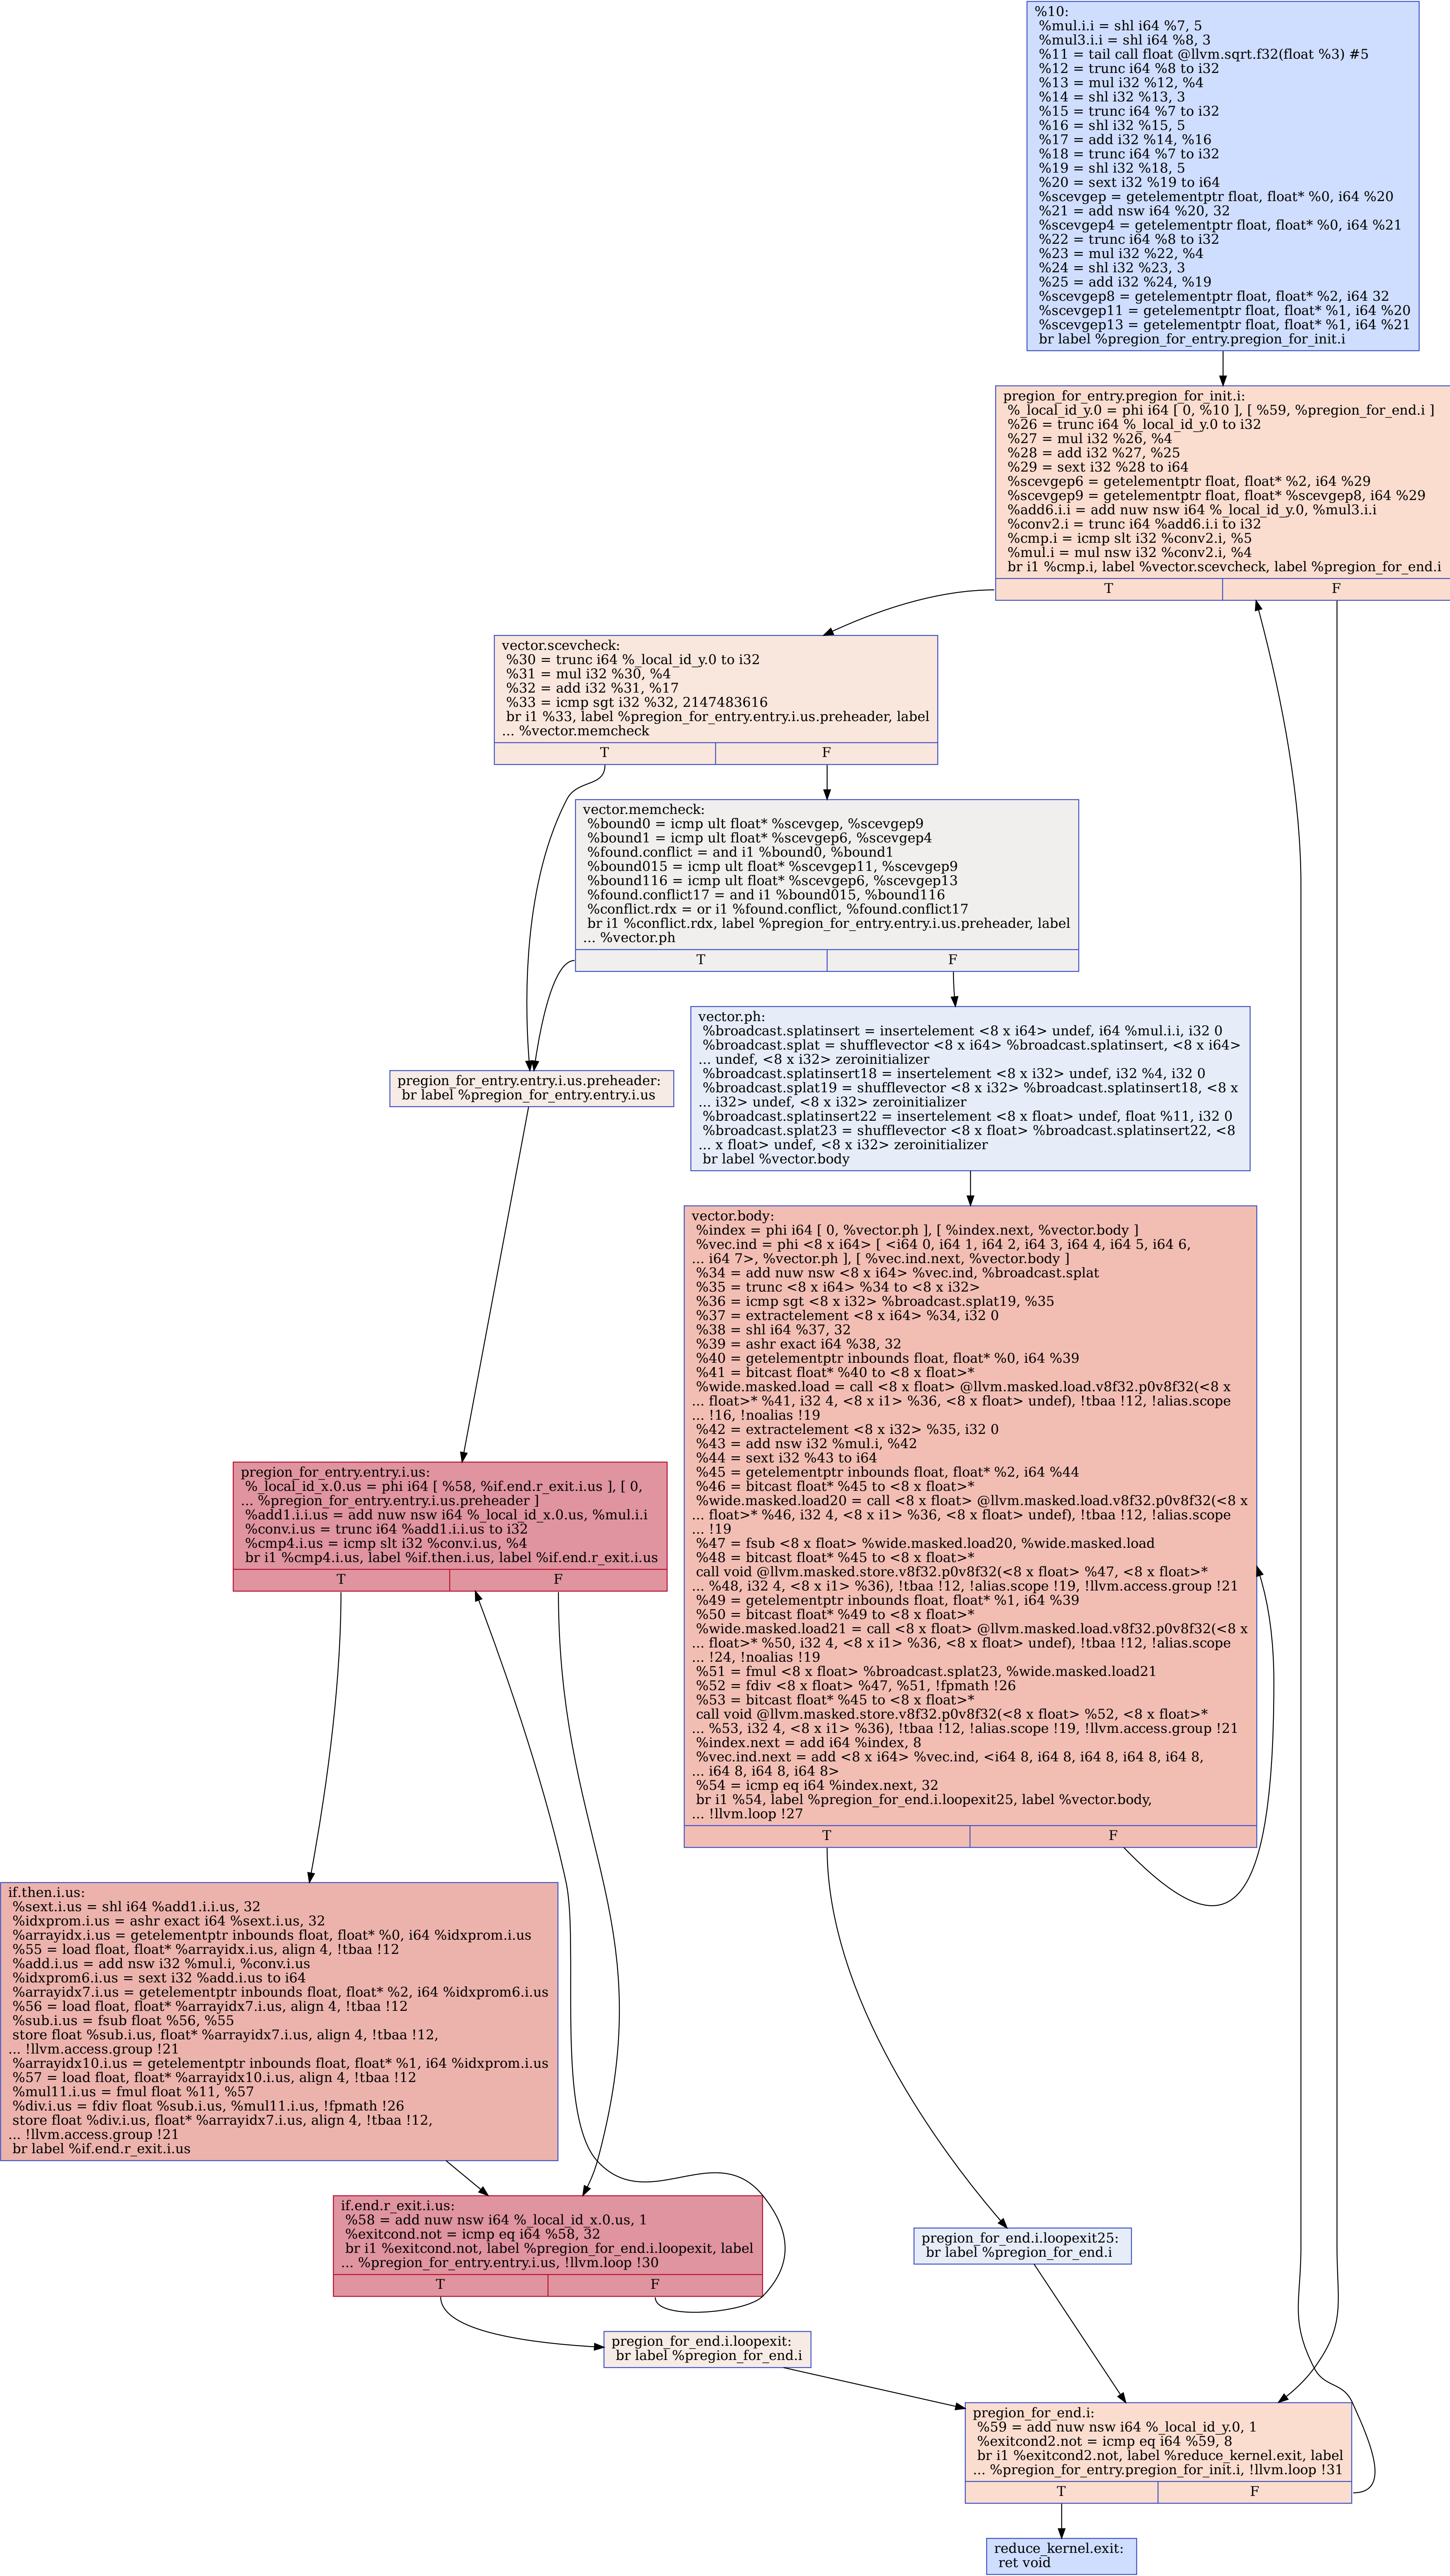 %10:
%mul.i.i = shl i64 %7, 5
%mul3.i.i = shl i64 %8, 3
%11 = tail call float @llvm.sqrt.f32(float %3) #5
%12 = trunc i64 %8 to i32
%13 = mul i32 %12, %4
%14 = shl i32 %13, 3
%15 = trunc i64 %7 to i32
%16 = shl i32 %15, 5
%17 = add i32 %14, %16
%18 = trunc i64 %7 to i32
%19 = shl i32 %18, 5
%20 = sext i32 %19 to i64
%scevgep = getelementptr float, float* %0, i64 %20
%21 = add nsw i64 %20, 32
%scevgep4 = getelementptr float, float* %0, i64 %21
%22 = trunc i64 %8 to i32
%23 = mul i32 %22, %4
%24 = shl i32 %23, 3
%25 = add i32 %24, %19
%scevgep8 = getelementptr float, float* %2, i64 32
%scevgep11 = getelementptr float, float* %1, i64 %20
%scevgep13 = getelementptr float, float* %1, i64 %21
br label %pregion_for_entry.pregion_for_init.i
pregion_for_entry.pregion_for_init.i:
%_local_id_y.0 = phi i64 [ 0, %10 ], [ %59, %pregion_for_end.i ]
%26 = trunc i64 %_local_id_y.0 to i32
%27 = mul i32 %26, %4
%28 = add i32 %27, %25
%29 = sext i32 %28 to i64
%scevgep6 = getelementptr float, float* %2, i64 %29
%scevgep9 = getelementptr float, float* %scevgep8, i64 %29
%add6.i.i = add nuw nsw i64 %_local_id_y.0, %mul3.i.i
%conv2.i = trunc i64 %add6.i.i to i32
%cmp.i = icmp slt i32 %conv2.i, %5
%mul.i = mul nsw i32 %conv2.i, %4
br i1 %cmp.i, label %vector.scevcheck, label %pregion_for_end.i
T F
vector.scevcheck:
%30 = trunc i64 %_local_id_y.0 to i32
%31 = mul i32 %30, %4
%32 = add i32 %31, %17
%33 = icmp sgt i32 %32, 2147483616
br i1 %33, label %pregion_for_entry.entry.i.us.preheader, label
... %vector.memcheck
T F
vector.memcheck:
%bound0 = icmp ult float* %scevgep, %scevgep9
%bound1 = icmp ult float* %scevgep6, %scevgep4
%found.conflict = and i1 %bound0, %bound1
%bound015 = icmp ult float* %scevgep11, %scevgep9
%bound116 = icmp ult float* %scevgep6, %scevgep13
%found.conflict17 = and i1 %bound015, %bound116
%conflict.rdx = or i1 %found.conflict, %found.conflict17
br i1 %conflict.rdx, label %pregion_for_entry.entry.i.us.preheader, label
... %vector.ph
T F
vector.ph:
%broadcast.splatinsert = insertelement <8 x i64> undef, i64 %mul.i.i, i32 0
%broadcast.splat = shufflevector <8 x i64> %broadcast.splatinsert, <8 x i64>
... undef, <8 x i32> zeroinitializer
%broadcast.splatinsert18 = insertelement <8 x i32> undef, i32 %4, i32 0
%broadcast.splat19 = shufflevector <8 x i32> %broadcast.splatinsert18, <8 x
... i32> undef, <8 x i32> zeroinitializer
%broadcast.splatinsert22 = insertelement <8 x float> undef, float %11, i32 0
%broadcast.splat23 = shufflevector <8 x float> %broadcast.splatinsert22, <8
... x float> undef, <8 x i32> zeroinitializer
br label %vector.body
pregion_for_entry.entry.i.us.preheader:
br label %pregion_for_entry.entry.i.us
vector.body:
%index = phi i64 [ 0, %vector.ph ], [ %index.next, %vector.body ]
%vec.ind = phi <8 x i64> [ <i64 0, i64 1, i64 2, i64 3, i64 4, i64 5, i64 6,
... i64 7>, %vector.ph ], [ %vec.ind.next, %vector.body ]
%34 = add nuw nsw <8 x i64> %vec.ind, %broadcast.splat
%35 = trunc <8 x i64> %34 to <8 x i32>
%36 = icmp sgt <8 x i32> %broadcast.splat19, %35
%37 = extractelement <8 x i64> %34, i32 0
%38 = shl i64 %37, 32
%39 = ashr exact i64 %38, 32
%40 = getelementptr inbounds float, float* %0, i64 %39
%41 = bitcast float* %40 to <8 x float>*
%wide.masked.load = call <8 x float> @llvm.masked.load.v8f32.p0v8f32(<8 x
... float>* %41, i32 4, <8 x i1> %36, <8 x float> undef), !tbaa !12, !alias.scope
... !16, !noalias !19
%42 = extractelement <8 x i32> %35, i32 0
%43 = add nsw i32 %mul.i, %42
%44 = sext i32 %43 to i64
%45 = getelementptr inbounds float, float* %2, i64 %44
%46 = bitcast float* %45 to <8 x float>*
%wide.masked.load20 = call <8 x float> @llvm.masked.load.v8f32.p0v8f32(<8 x
... float>* %46, i32 4, <8 x i1> %36, <8 x float> undef), !tbaa !12, !alias.scope
... !19
%47 = fsub <8 x float> %wide.masked.load20, %wide.masked.load
%48 = bitcast float* %45 to <8 x float>*
call void @llvm.masked.store.v8f32.p0v8f32(<8 x float> %47, <8 x float>*
... %48, i32 4, <8 x i1> %36), !tbaa !12, !alias.scope !19, !llvm.access.group !21
%49 = getelementptr inbounds float, float* %1, i64 %39
%50 = bitcast float* %49 to <8 x float>*
%wide.masked.load21 = call <8 x float> @llvm.masked.load.v8f32.p0v8f32(<8 x
... float>* %50, i32 4, <8 x i1> %36, <8 x float> undef), !tbaa !12, !alias.scope
... !24, !noalias !19
%51 = fmul <8 x float> %broadcast.splat23, %wide.masked.load21
%52 = fdiv <8 x float> %47, %51, !fpmath !26
%53 = bitcast float* %45 to <8 x float>*
call void @llvm.masked.store.v8f32.p0v8f32(<8 x float> %52, <8 x float>*
... %53, i32 4, <8 x i1> %36), !tbaa !12, !alias.scope !19, !llvm.access.group !21
%index.next = add i64 %index, 8
%vec.ind.next = add <8 x i64> %vec.ind, <i64 8, i64 8, i64 8, i64 8, i64 8,
... i64 8, i64 8, i64 8>
%54 = icmp eq i64 %index.next, 32
br i1 %54, label %pregion_for_end.i.loopexit25, label %vector.body,
... !llvm.loop !27
T F
pregion_for_entry.entry.i.us:
%_local_id_x.0.us = phi i64 [ %58, %if.end.r_exit.i.us ], [ 0,
... %pregion_for_entry.entry.i.us.preheader ]
%add1.i.i.us = add nuw nsw i64 %_local_id_x.0.us, %mul.i.i
%conv.i.us = trunc i64 %add1.i.i.us to i32
%cmp4.i.us = icmp slt i32 %conv.i.us, %4
br i1 %cmp4.i.us, label %if.then.i.us, label %if.end.r_exit.i.us
T F
if.then.i.us:
%sext.i.us = shl i64 %add1.i.i.us, 32
%idxprom.i.us = ashr exact i64 %sext.i.us, 32
%arrayidx.i.us = getelementptr inbounds float, float* %0, i64 %idxprom.i.us
%55 = load float, float* %arrayidx.i.us, align 4, !tbaa !12
%add.i.us = add nsw i32 %mul.i, %conv.i.us
%idxprom6.i.us = sext i32 %add.i.us to i64
%arrayidx7.i.us = getelementptr inbounds float, float* %2, i64 %idxprom6.i.us
%56 = load float, float* %arrayidx7.i.us, align 4, !tbaa !12
%sub.i.us = fsub float %56, %55
store float %sub.i.us, float* %arrayidx7.i.us, align 4, !tbaa !12,
... !llvm.access.group !21
%arrayidx10.i.us = getelementptr inbounds float, float* %1, i64 %idxprom.i.us
%57 = load float, float* %arrayidx10.i.us, align 4, !tbaa !12
%mul11.i.us = fmul float %11, %57
%div.i.us = fdiv float %sub.i.us, %mul11.i.us, !fpmath !26
store float %div.i.us, float* %arrayidx7.i.us, align 4, !tbaa !12,
... !llvm.access.group !21
br label %if.end.r_exit.i.us
if.end.r_exit.i.us:
%58 = add nuw nsw i64 %_local_id_x.0.us, 1
%exitcond.not = icmp eq i64 %58, 32
br i1 %exitcond.not, label %pregion_for_end.i.loopexit, label
... %pregion_for_entry.entry.i.us, !llvm.loop !30
T F
pregion_for_end.i.loopexit25:
br label %pregion_for_end.i
pregion_for_end.i.loopexit:
br label %pregion_for_end.i
pregion_for_end.i:
%59 = add nuw nsw i64 %_local_id_y.0, 1
%exitcond2.not = icmp eq i64 %59, 8
br i1 %exitcond2.not, label %reduce_kernel.exit, label
... %pregion_for_entry.pregion_for_init.i, !llvm.loop !31
T F
reduce_kernel.exit:
ret void